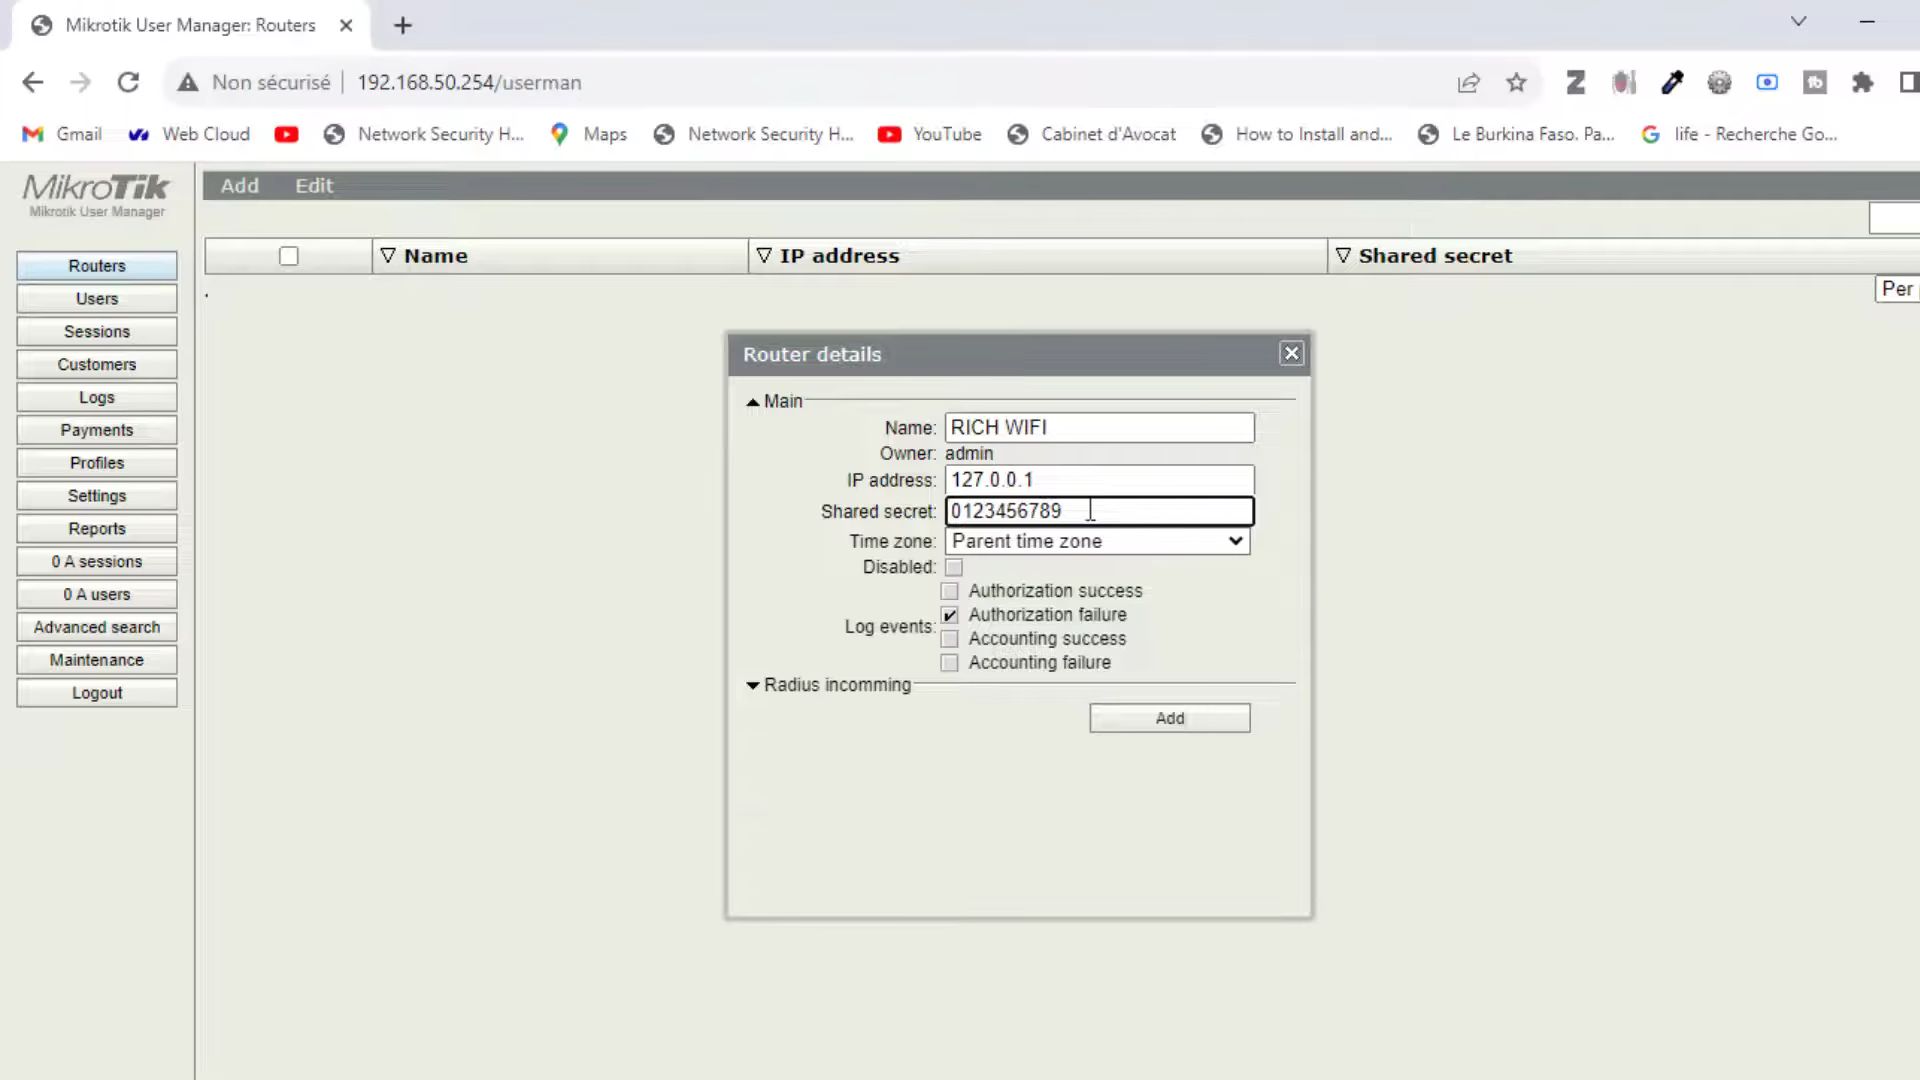 Mikrotik User Manager: Routers
Non sécurisé 192.168.50.254/userman
Gmail Web Cloud Network Security H... Maps Network Security H... YouTube Cabinet d'Avocat How to Install and... Le Burkina Faso. Pa... life - Recherche Go...
MikroTik
Mikrotik User Manager
Add Edit
Name IP address Shared secret
Per
Routers
Users
Sessions
Customers
Logs
Payments
Profiles
Settings
Reports
0 A sessions
0 A users
Advanced search
Maintenance
Logout
Router details
Main
Name: RICH WIFI
Owner: admin
IP address: 127.0.0.1
Shared secret: 0123456789
Time zone: Parent time zone
Disabled:
Log events:
Authorization success
Authorization failure
Accounting success
Accounting failure
Radius incomming
Add